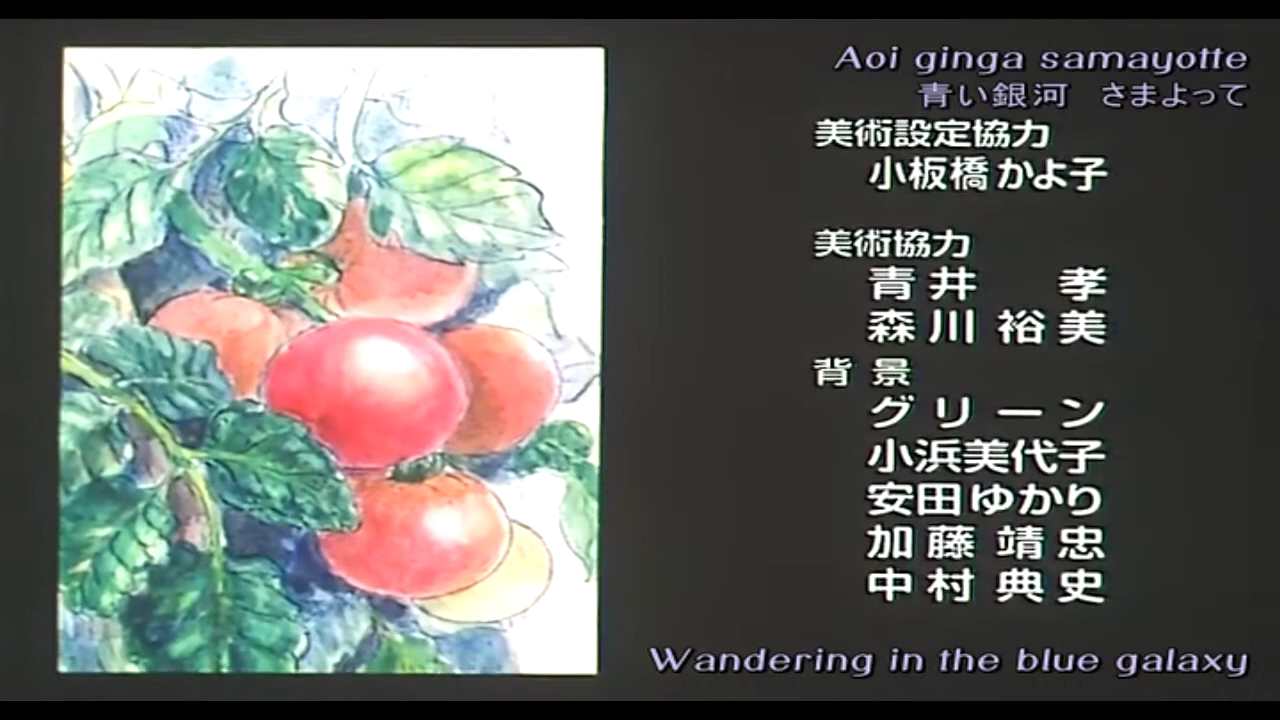 Aoi ginga samayotte
青い銀河　さまよって
美術設定協力
小板橋かよ子
美術協力
青井　孝
森川裕美
背景
グリーン
小浜美代子
安田ゆかり
加藤靖忠
中村典史
Wandering in the blue galaxy